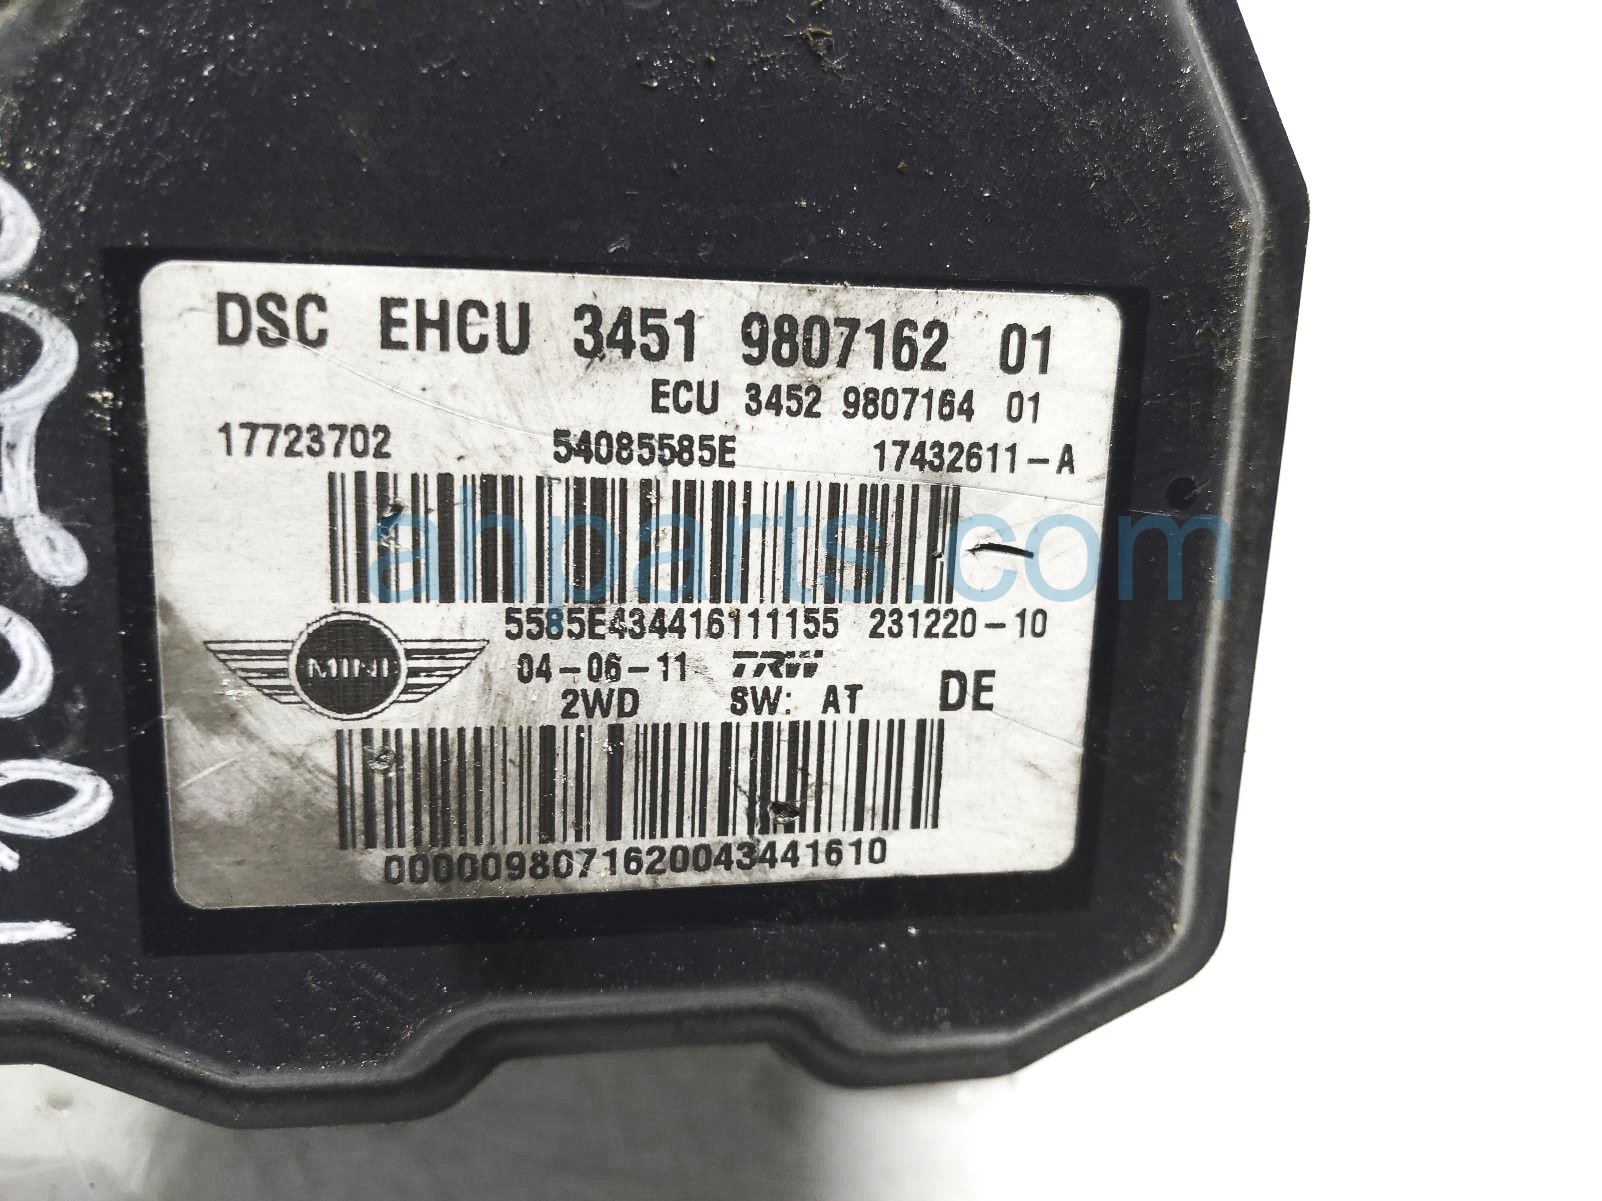 DSC EHCU 3451 9807162 01
ECU 3452 9807164 01
17723702 54085585E 17432611-A
ahparts.com
5585E434416111155 231220-10
MINI 04-06-11 TRW
2WD SW: AT DE
0000098071620043441610